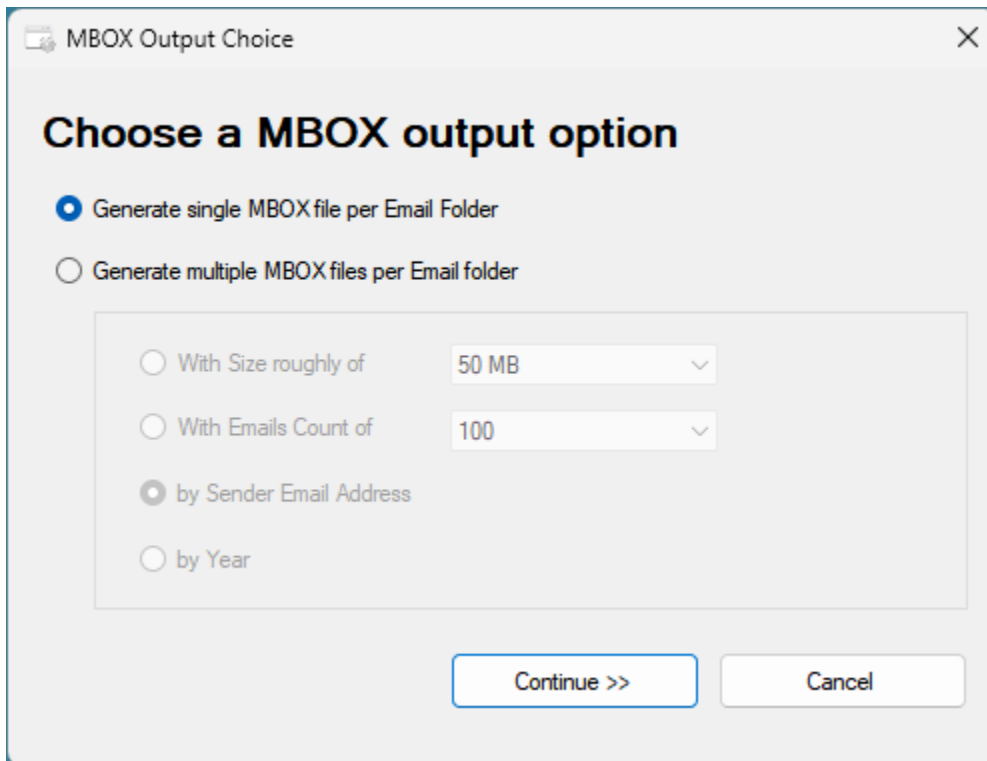 MBOX Output Choice
Choose a MBOX output option
Generate single MBOX file per Email Folder
Generate multiple MBOX files per Email folder
With Size roughly of 50 MB
With Emails Count of 100
by Sender Email Address
by Year
Continue >> Cancel